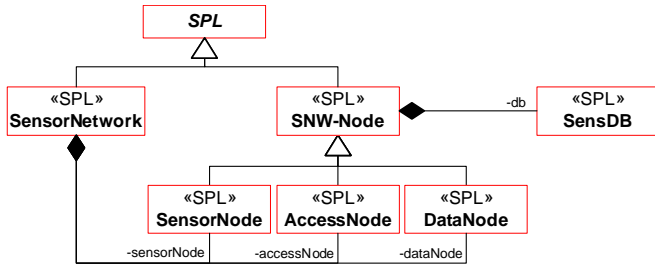 SPL
«SPL»
SensorNetwork
«SPL»
SNW-Node
-db
«SPL»
SensDB
«SPL»
SensorNode
«SPL»
AccessNode
«SPL»
DataNode
-sensorNode
-accessNode
-dataNode